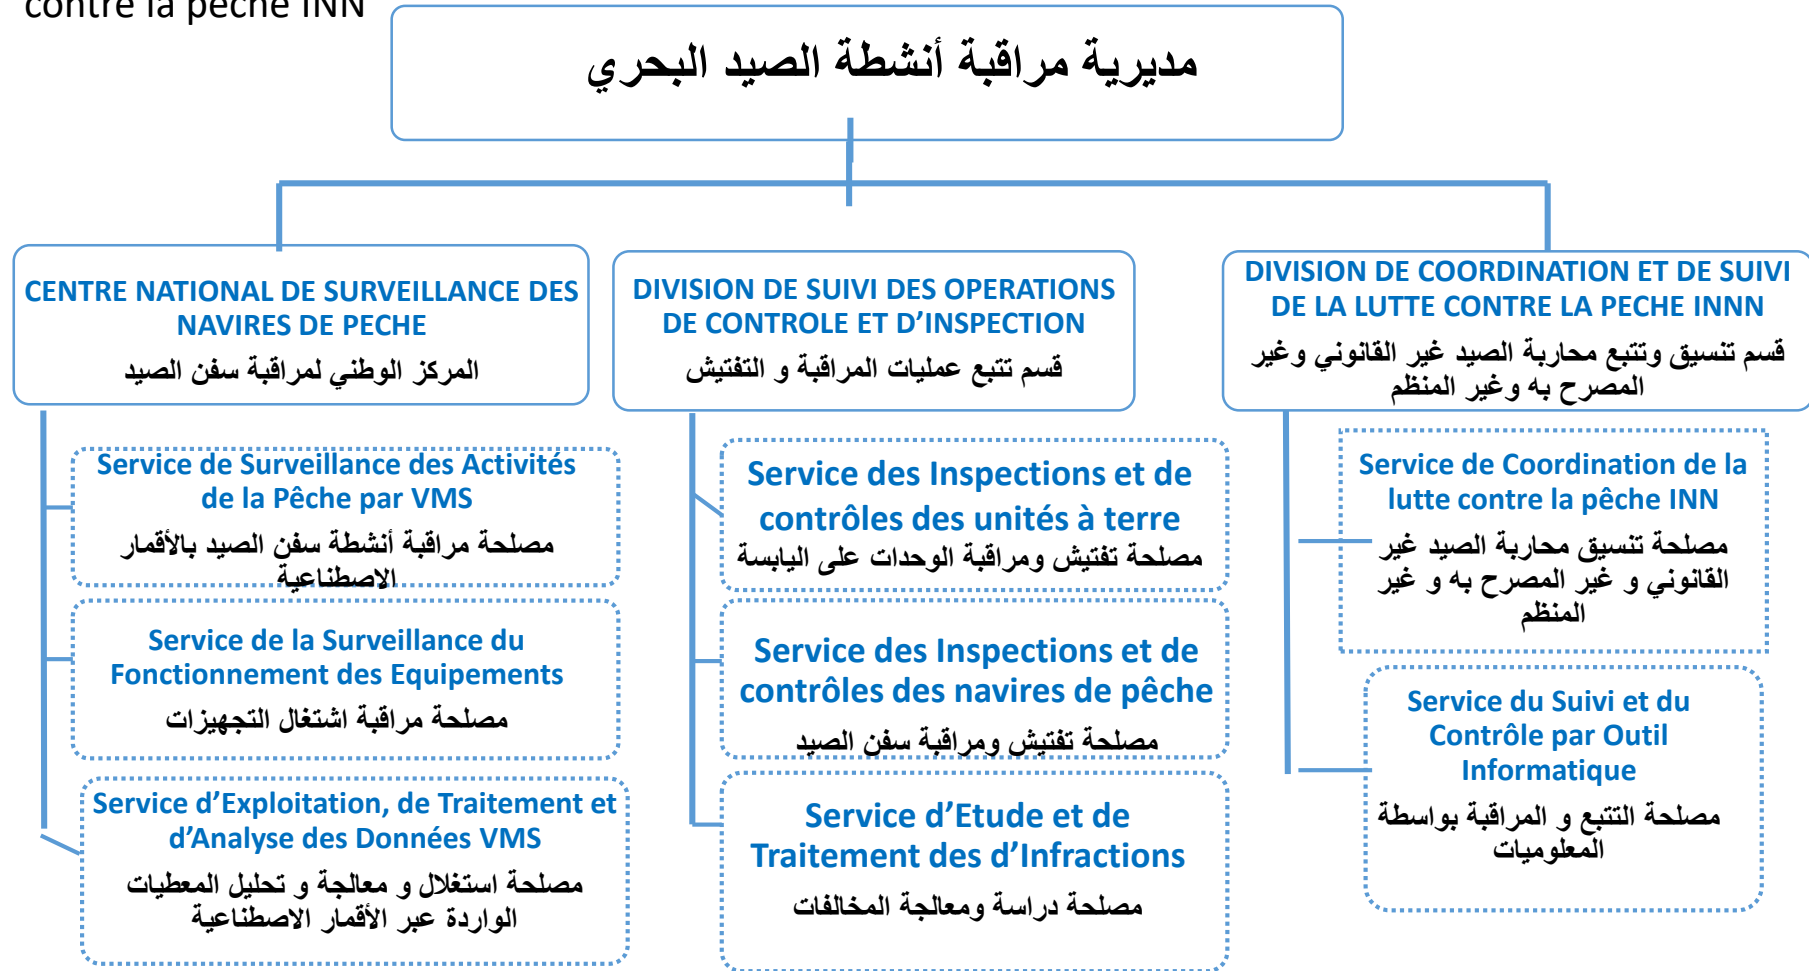 contre la pêche INN
مديرية مراقبة أنشطة الصيد البحري
CENTRE NATIONAL DE SURVEILLANCE DES
NAVIRES DE PECHE
المركز الوطني لمراقبة سفن الصيد
Service de Surveillance des Activités
de la Pêche par VMS
مصلحة مراقبة أنشطة سفن الصيد بالأقمار
الاصطناعية
Service de la Surveillance du
Fonctionnement des Equipements
مصلحة مراقبة اشتغال التجهيزات
Service d’Exploitation, de Traitement et
d’Analyse des Données VMS
مصلحة استغلال و معالجة و تحليل المعطيات
الواردة عبر الأقمار الاصطناعية
DIVISION DE SUIVI DES OPERATIONS
DE CONTROLE ET D’INSPECTION
قسم تتبع عمليات المراقبة و التفتيش
Service des Inspections et de
contrôles des unités à terre
مصلحة تفتيش ومراقبة الوحدات على اليابسة
Service des Inspections et de
contrôles des navires de pêche
مصلحة تفتيش ومراقبة سفن الصيد
Service d’Etude et de
Traitement des d’Infractions
مصلحة دراسة ومعالجة المخالفات
DIVISION DE COORDINATION ET DE SUIVI
DE LA LUTTE CONTRE LA PECHE INNN
قسم تنسيق وتتبع محاربة الصيد غير القانوني وغير
المصرح به وغير المنظم
Service de Coordination de la
lutte contre la pêche INN
مصلحة تنسيق محاربة الصيد غير
القانوني و غير المصرح به و غير
المنظم
Service du Suivi et du
Contrôle par Outil
Informatique
مصلحة التتبع و المراقبة بواسطة
المعلوميات